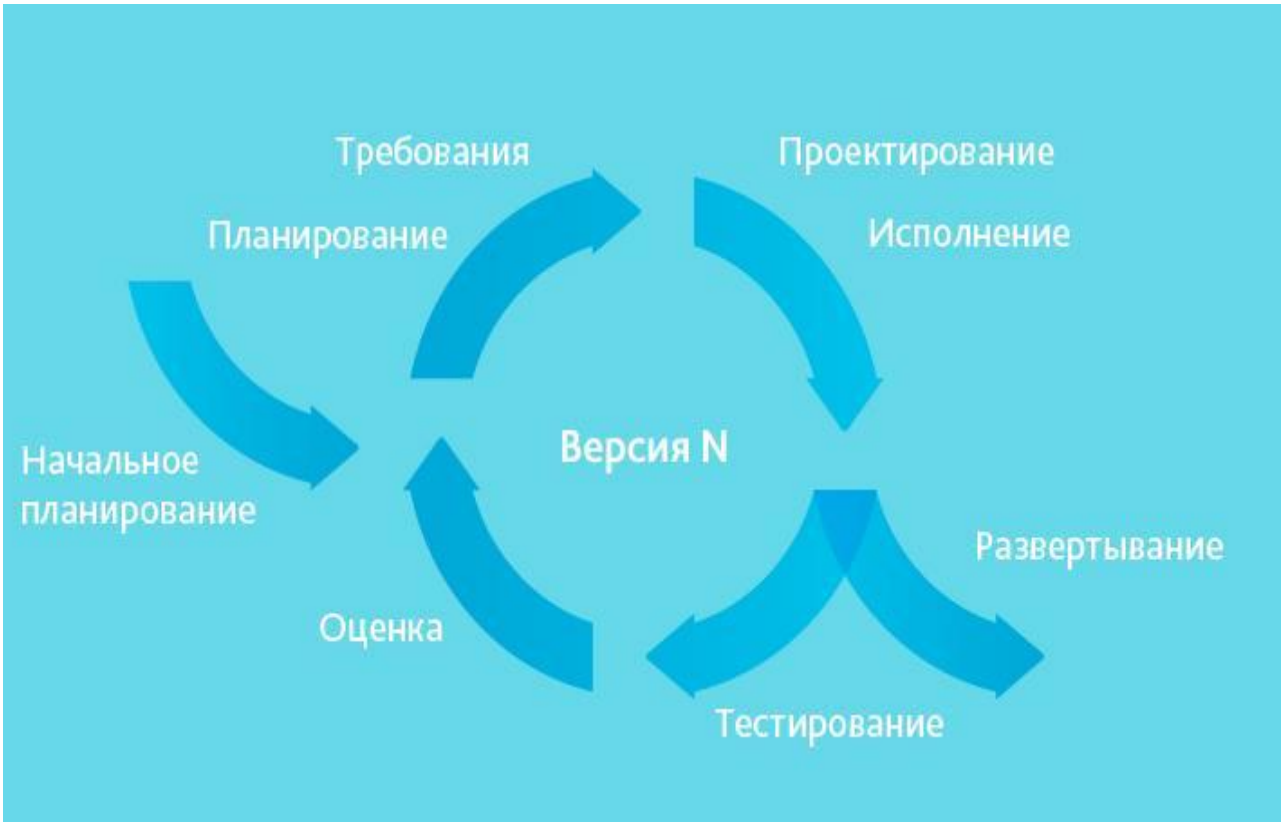 Требования
Проектирование
Планирование
Исполнение
Версия N
Начальное
планирование
Развертывание
Оценка
Тестирование